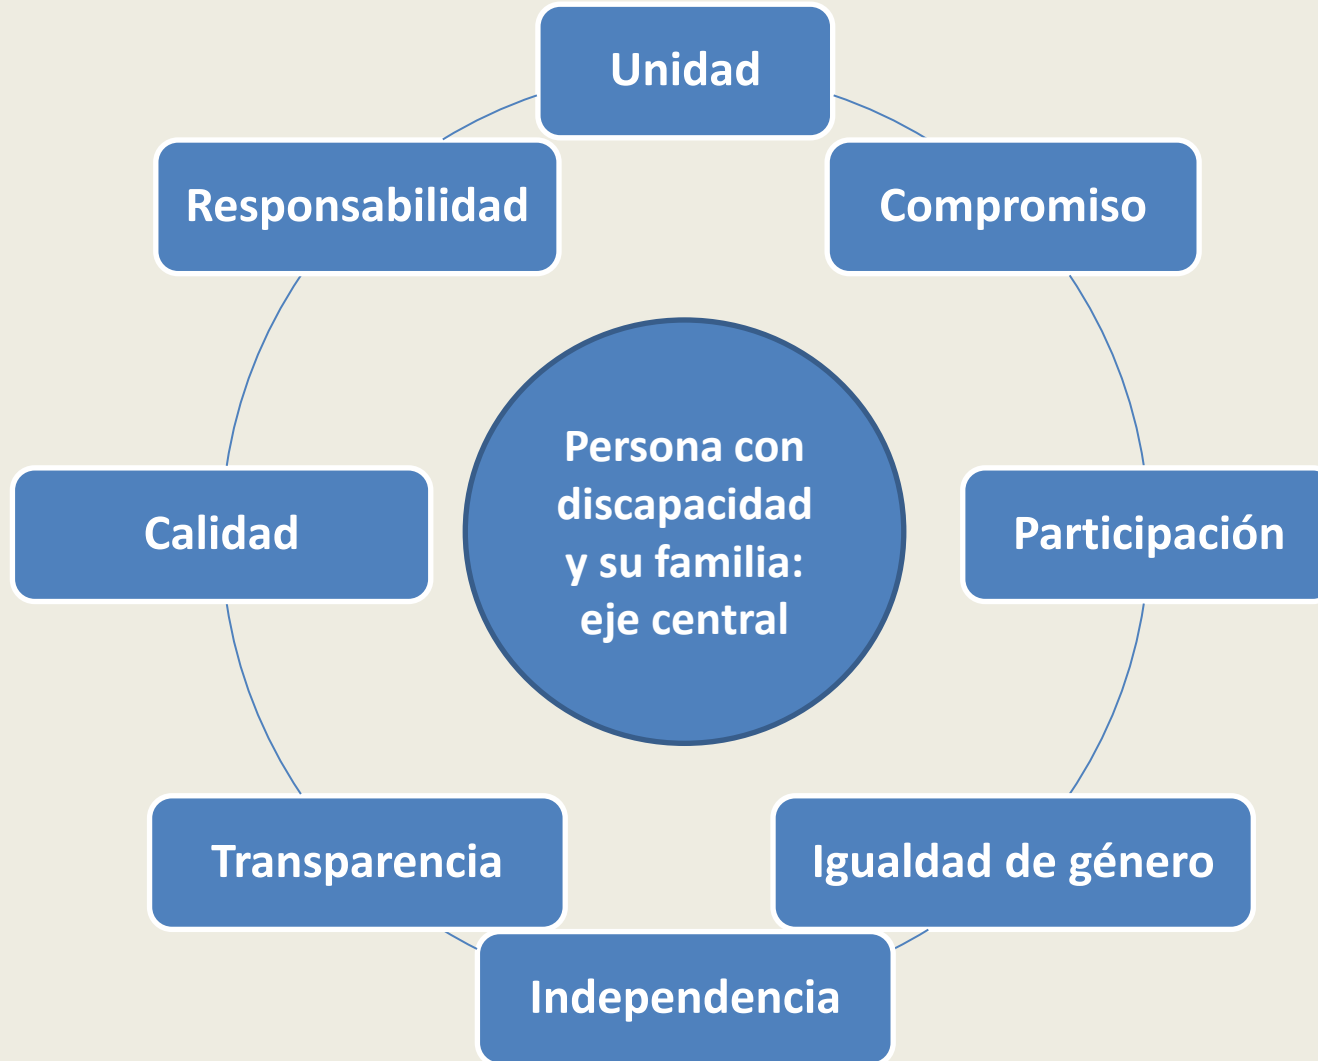 Unidad
Responsabilidad
Compromiso
Persona con
discapacidad
y su familia:
eje central
Calidad
Participación
Transparencia
Igualdad de género
Independencia